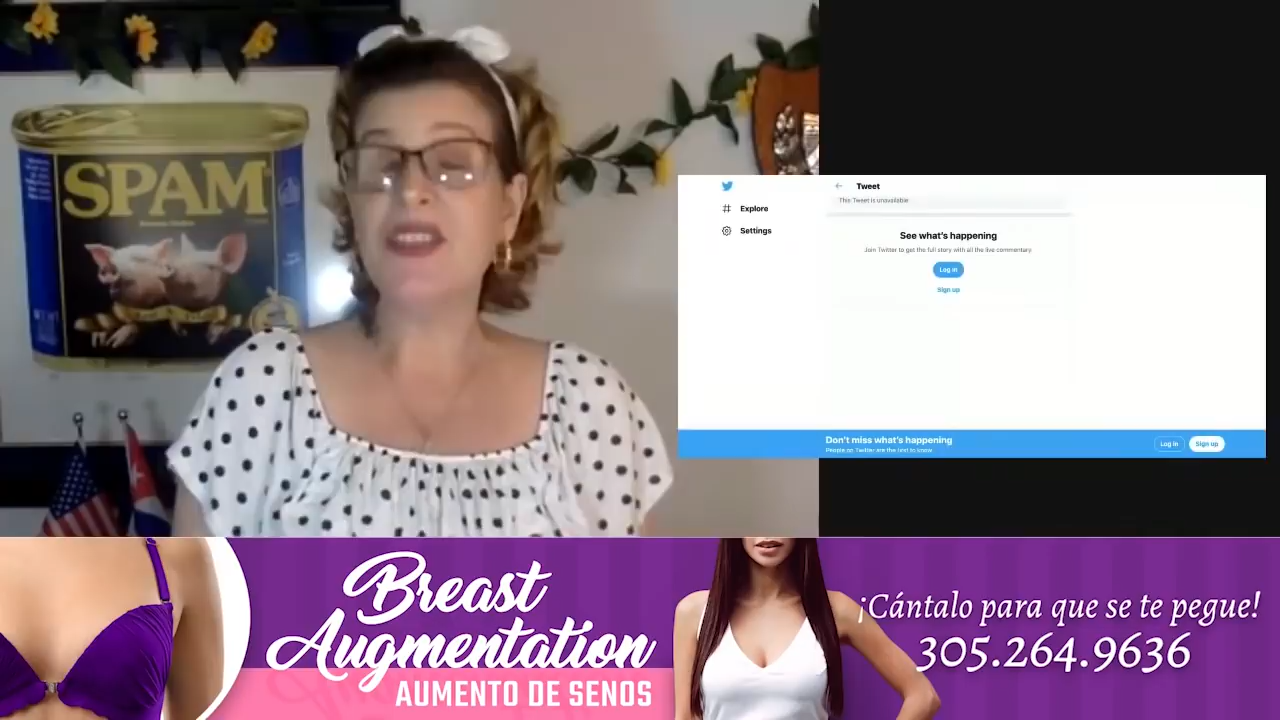 SPAM
Tweet
This Tweet is unavailable
Explore
Settings
See what's happening
Join Twitter to get the full story with all the live commentary
Log in
Sign up
Don't miss what's happening
People on Twitter are the first to know
Log in
Sign up
Breast
Augmentation
AUMENTO DE SENOS
¡Cántalo para que se te pegue!
305.264.9636